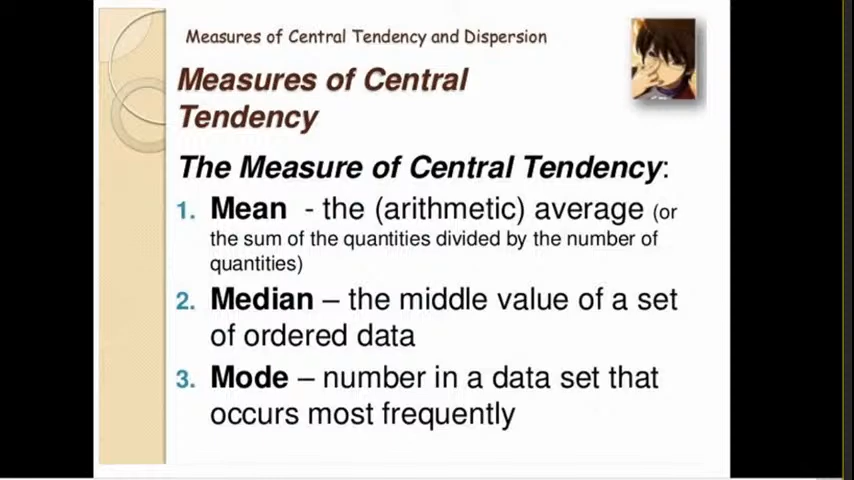 Measures of Central Tendency and Dispersion
Measures of Central
Tendency
The Measure of Central Tendency:
1. Mean - the (arithmetic) average (or
the sum of the quantities divided by the number of
quantities)
2. Median – the middle value of a set
of ordered data
3. Mode – number in a data set that
occurs most frequently